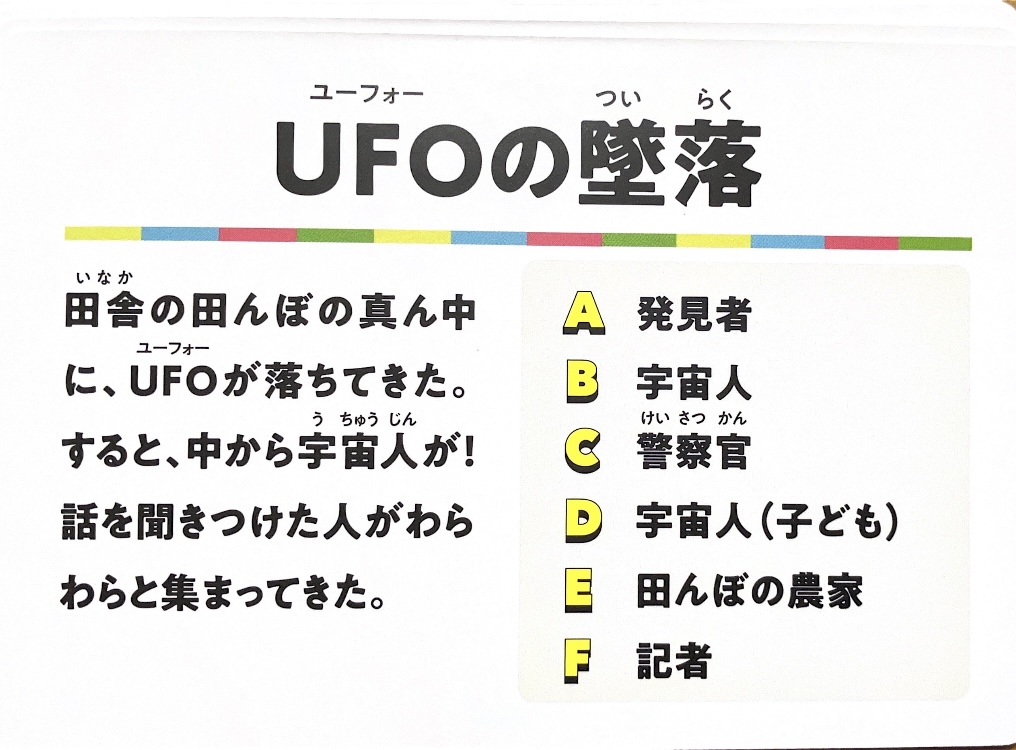 ユーフォー つい らく
UFOの墜落
いなか
田舎の田んぼの真ん中
ユーフォー
に、UFOが落ちてきた。
う ちゅう じん
すると、中から宇宙人が!
話を聞きつけた人がわら
わらと集まってきた。
A 発見者
B 宇宙人
けい さつ かん
C 警察官
D 宇宙人(子ども)
E 田んぼの農家
F 記者